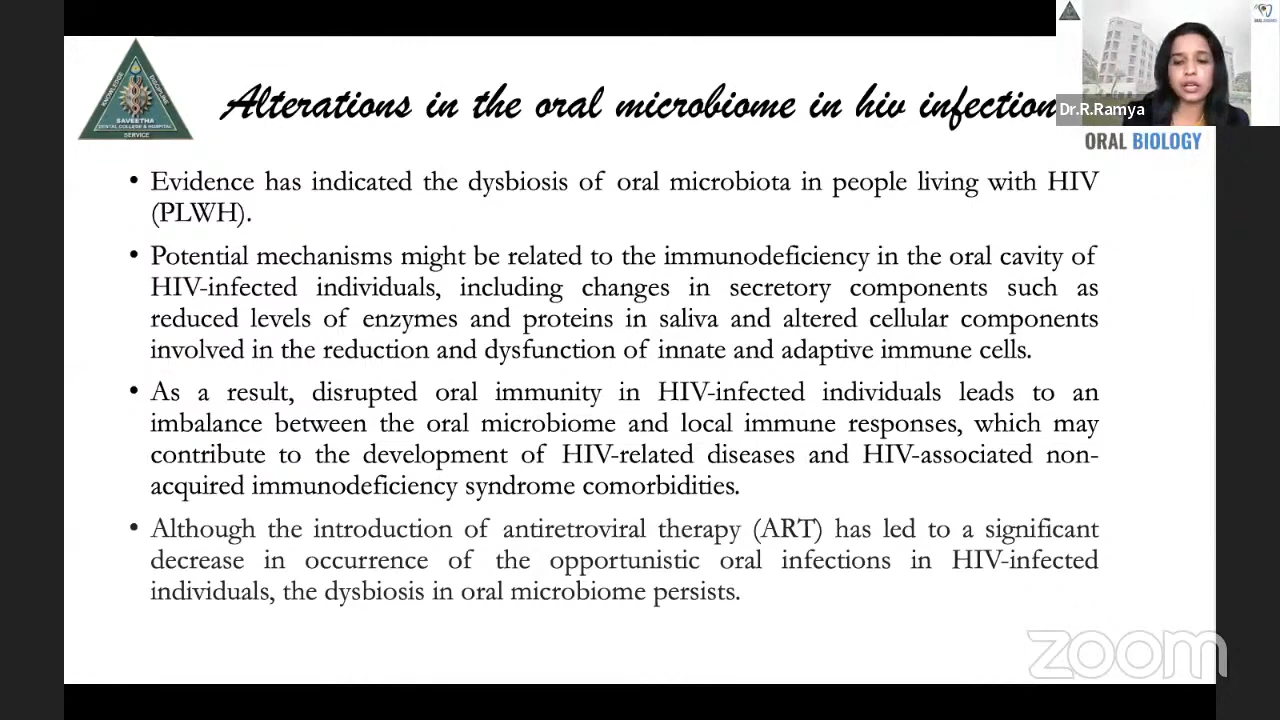 Alterations in the oral microbiome in hiv infection
Dr.R.Ramya
ORAL BIOLOGY
KNOWLEDGE
DISCIPLINE
SAVEETHA
DENTAL COLLEGE & HOSPITAL
SERVICE
• Evidence has indicated the dysbiosis of oral microbiota in people living with HIV
(PLWH).
• Potential mechanisms might be related to the immunodeficiency in the oral cavity of
HIV-infected individuals, including changes in secretory components such as
reduced levels of enzymes and proteins in saliva and altered cellular components
involved in the reduction and dysfunction of innate and adaptive immune cells.
• As a result, disrupted oral immunity in HIV-infected individuals leads to an
imbalance between the oral microbiome and local immune responses, which may
contribute to the development of HIV-related diseases and HIV-associated non-
acquired immunodeficiency syndrome comorbidities.
• Although the introduction of antiretroviral therapy (ART) has led to a significant
decrease in occurrence of the opportunistic oral infections in HIV-infected
individuals, the dysbiosis in oral microbiome persists.
zoom